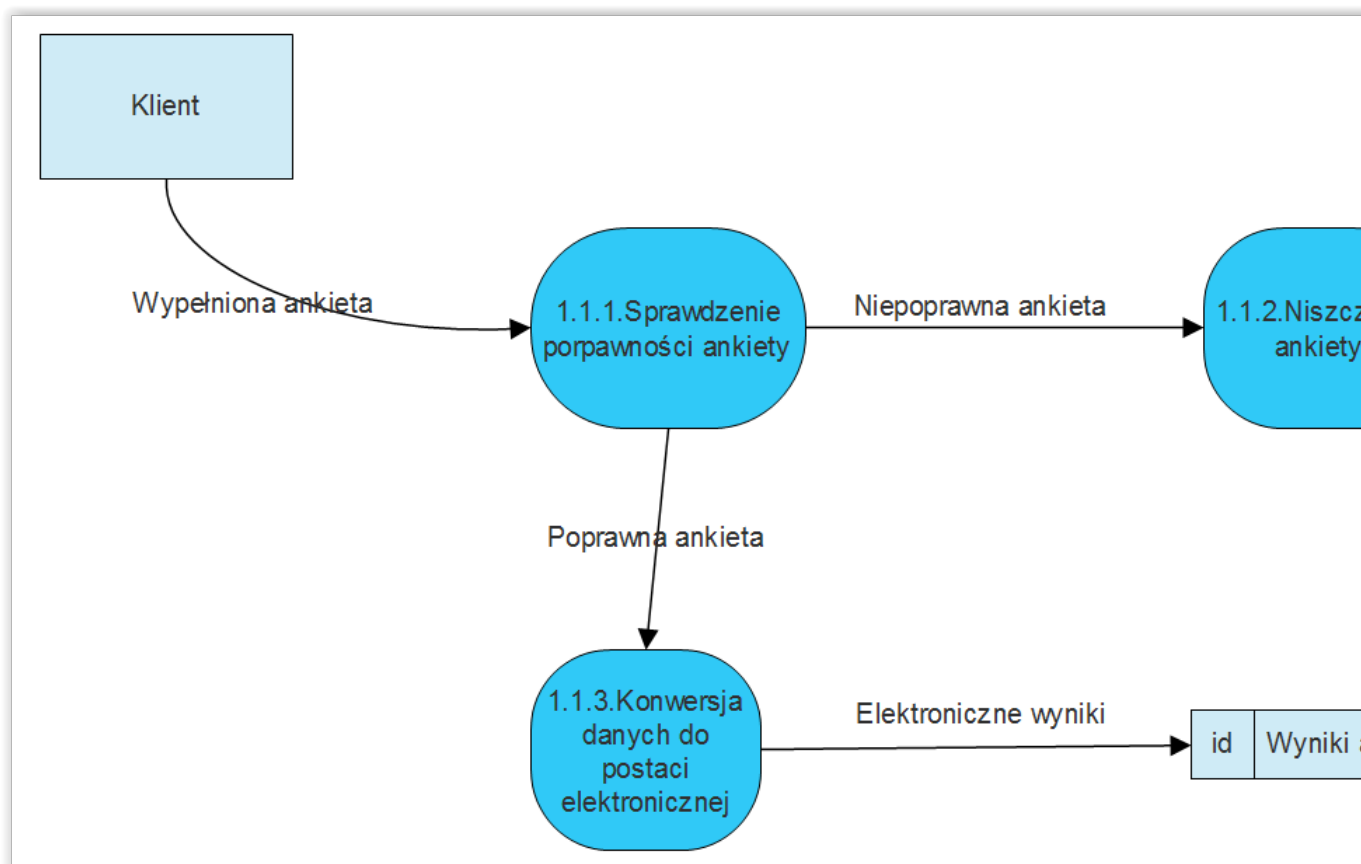 Klient
Wypełniona ankieta
1.1.1.Sprawdzenie
porpawności ankiety
Niepoprawna ankieta
1.1.2.Niszcz
ankiety
Poprawna ankieta
1.1.3.Konwersja
danych do
postaci
elektronicznej
Elektroniczne wyniki
id
Wyniki